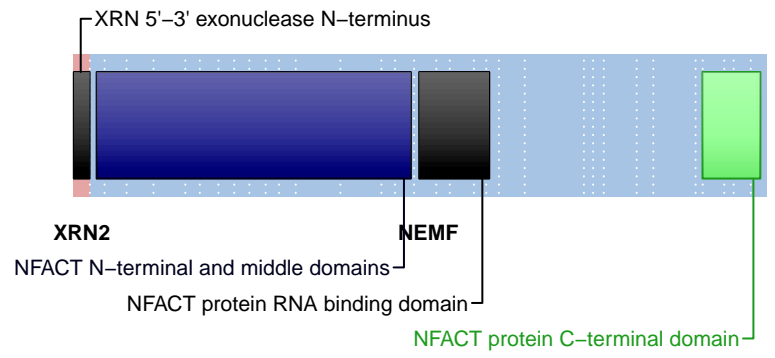 XRN 5'−3' exonuclease N−terminus
XRN2 NEMF
NFACT N−terminal and middle domains
NFACT protein RNA binding domain
NFACT protein C−terminal domain